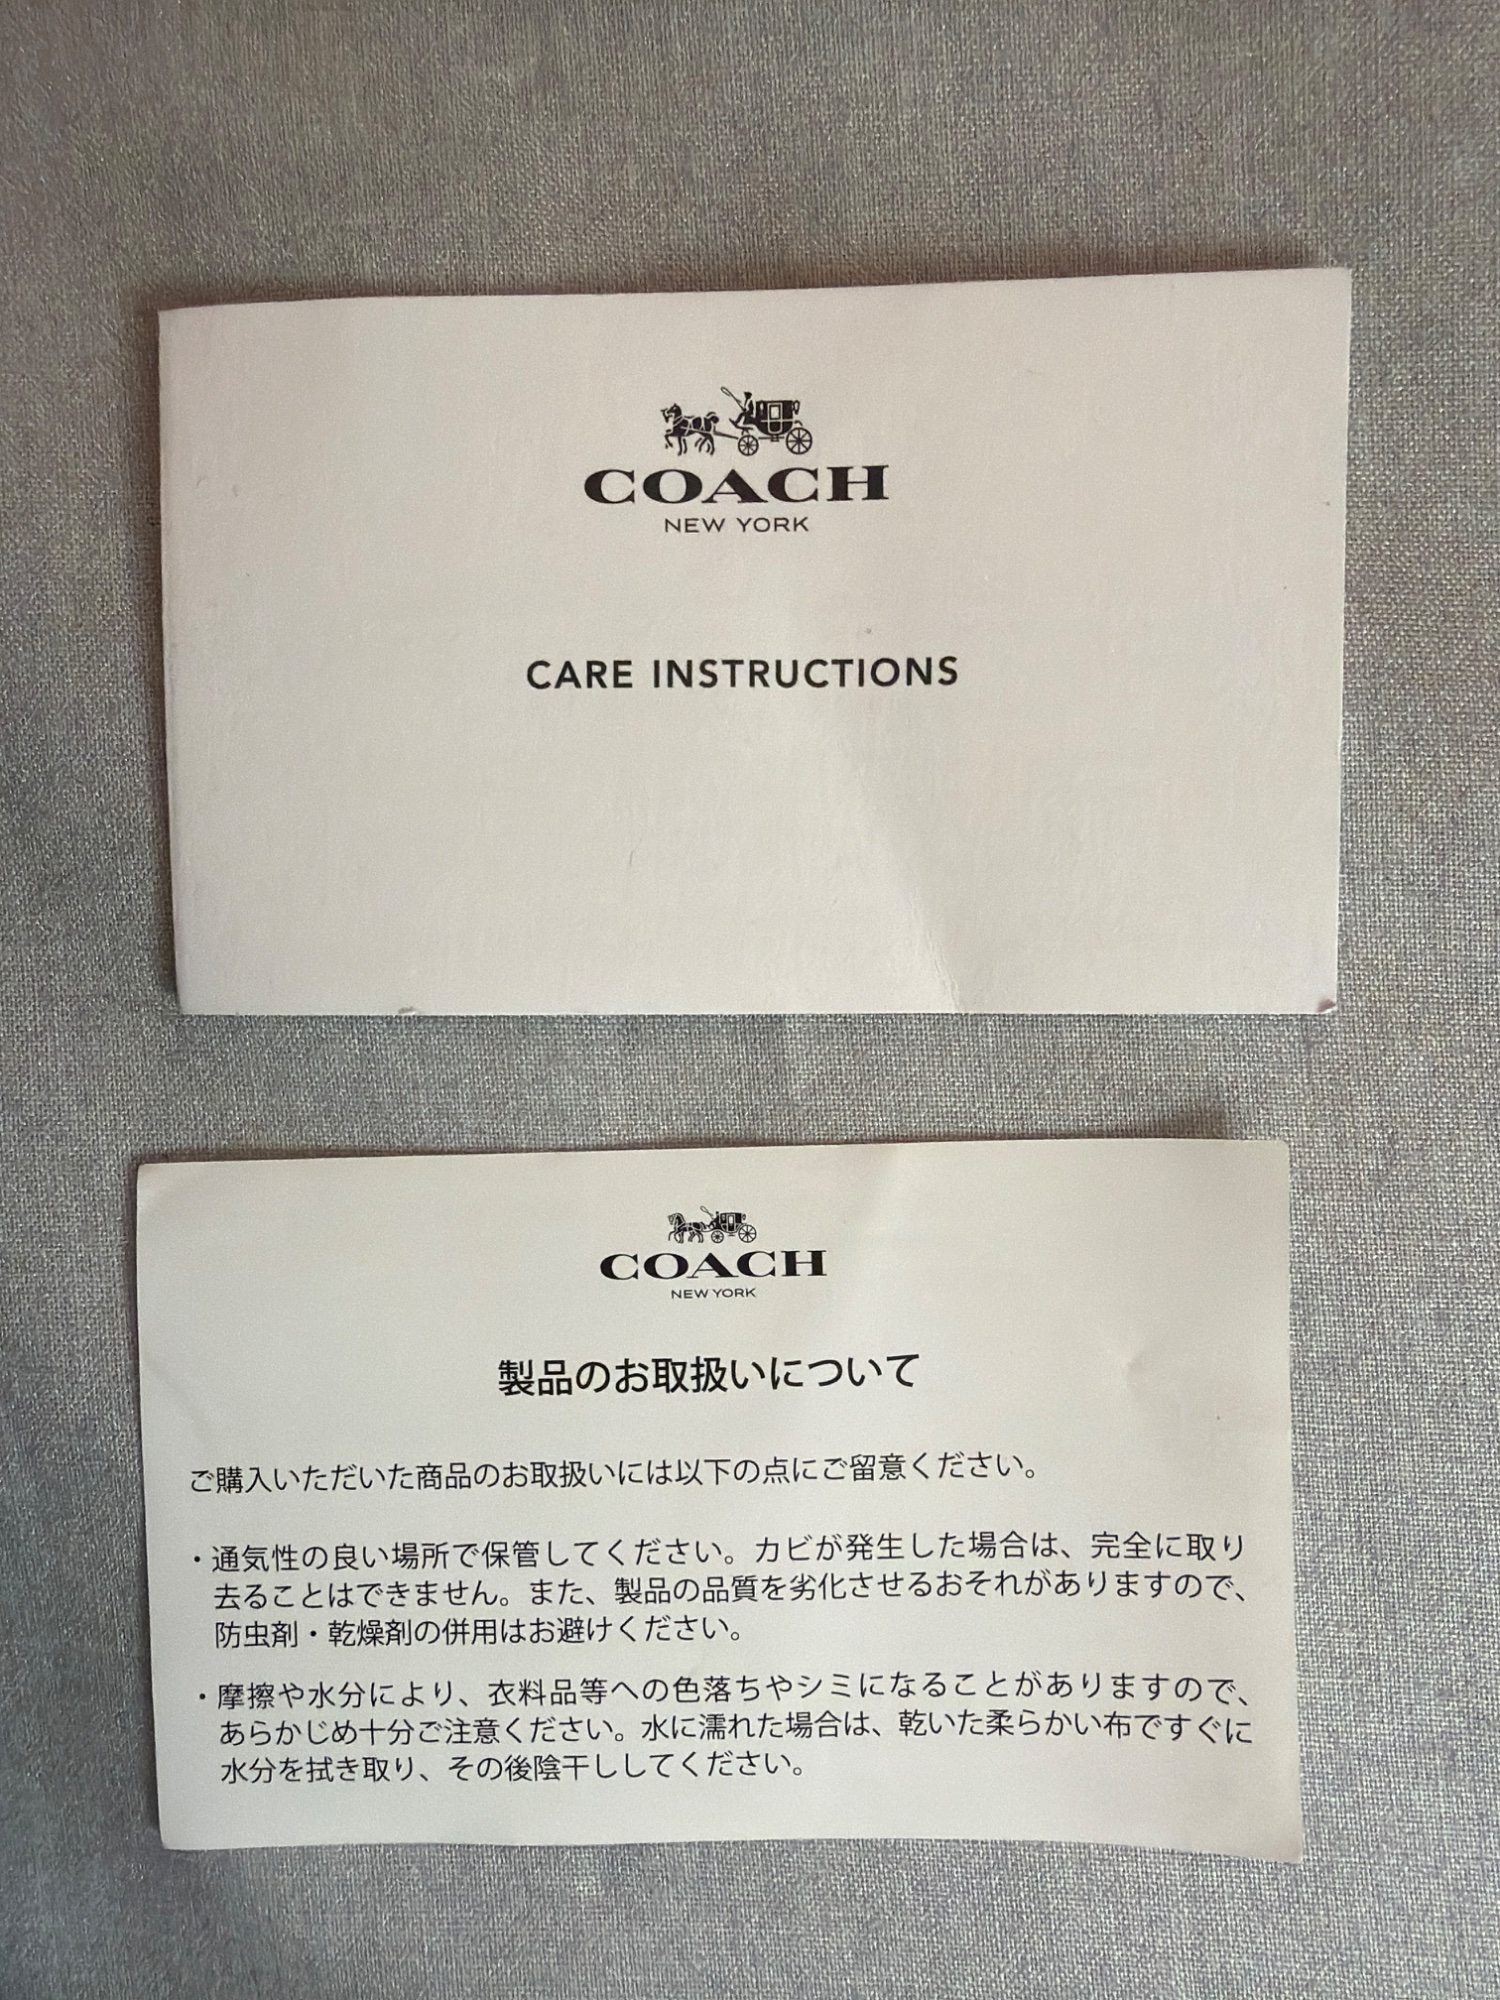 COACH
NEW YORK
CARE INSTRUCTIONS
COACH
NEW YORK
製品のお取扱いについて
ご購入いただいた商品のお取扱いには以下の点にご留意ください。
・通気性の良い場所で保管してください。カビが発生した場合は、完全に取り
去ることはできません。また、製品の品質を劣化させるおそれがありますので、
防虫剤・乾燥剤の併用はお避けください。
・摩擦や水分により、衣料品等への色落ちやシミになることがありますので、
あらかじめ十分ご注意ください。水に濡れた場合は、乾いた柔らかい布ですぐに
水分を拭き取り、その後陰干ししてください。